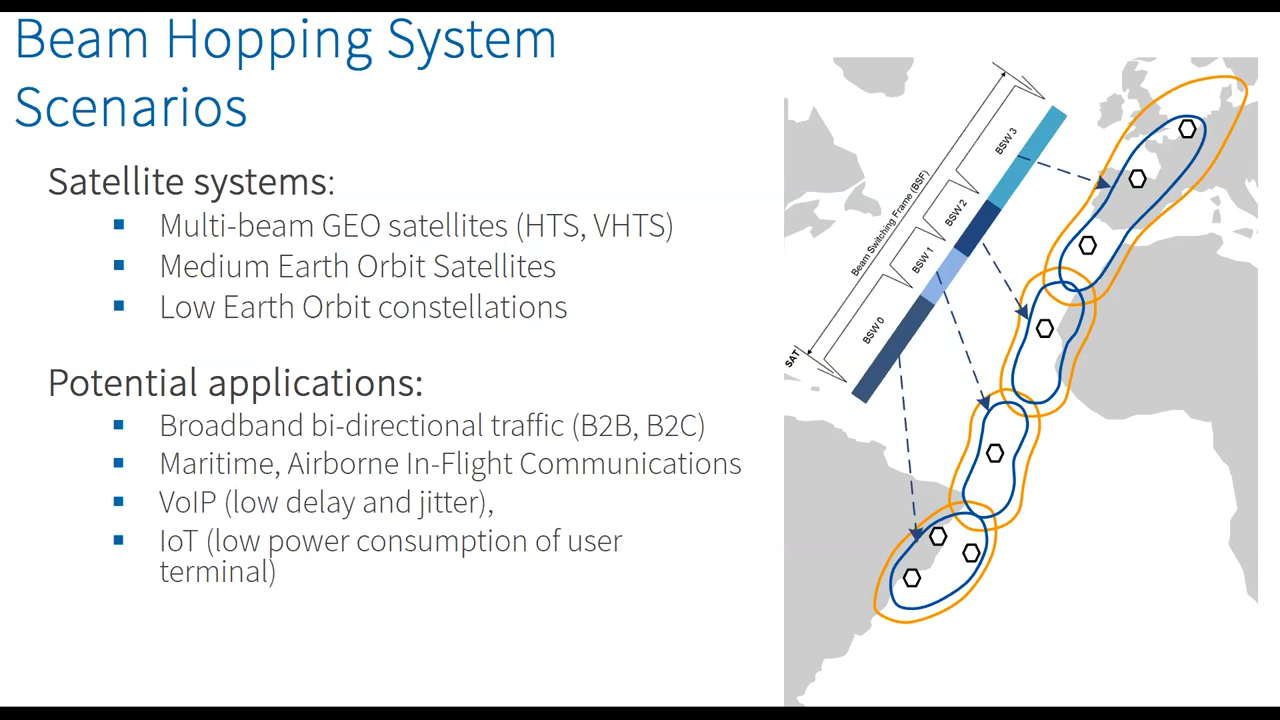 Beam Hopping System
Scenarios
Satellite systems:
Multi-beam GEO satellites (HTS, VHTS)
Medium Earth Orbit Satellites
Low Earth Orbit constellations
Potential applications:
Broadband bi-directional traffic (B2B, B2C)
Maritime, Airborne In-Flight Communications
VoIP (low delay and jitter),
IoT (low power consumption of user
terminal)
Beam Switching Frame (BSF)
BSW 3
BSW 2
BSW 1
BSW 0
SAT